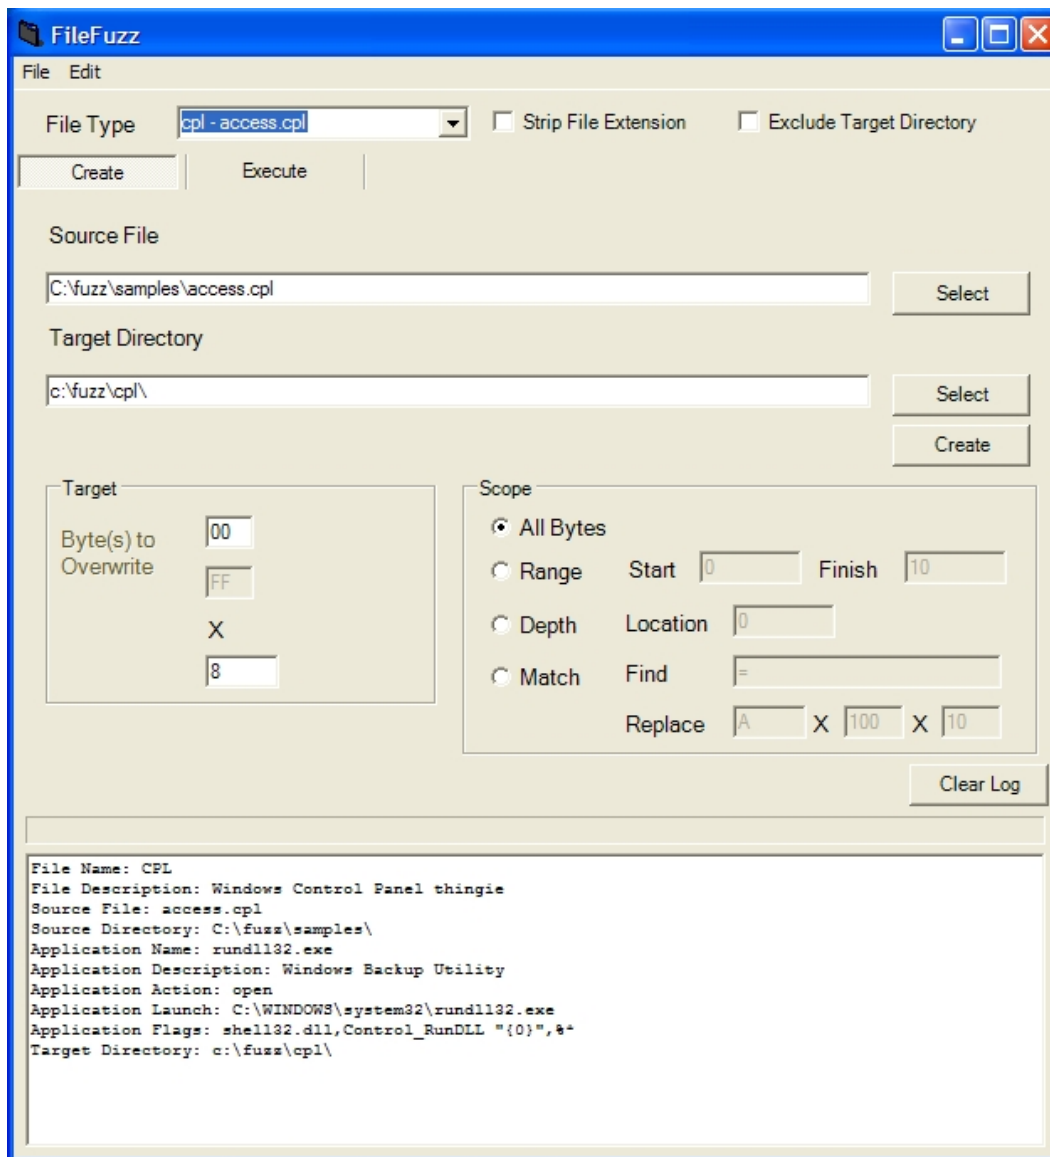 FileFuzz
File Edit
File Type cpl - access.cpl Strip File Extension Exclude Target Directory
Create Execute
Source File
C:\fuzz\samples\access.cpl Select
Target Directory
c:\fuzz\cpl\ Select
Create
Target
Byte(s) to Overwrite
00
FF
X
8
Scope
All Bytes
Range Start 0 Finish 10
Depth Location 0
Match Find =
Replace A X 100 X 10
Clear Log
File Name: CPL
File Description: Windows Control Panel thingie
Source File: access.cpl
Source Directory: C:\fuzz\samples\
Application Name: rundll32.exe
Application Description: Windows Backup Utility
Application Action: open
Application Launch: C:\WINDOWS\system32\rundll32.exe
Application Flags: shell32.dll,Control_RunDLL "{0}",%*
Target Directory: c:\fuzz\cpl\